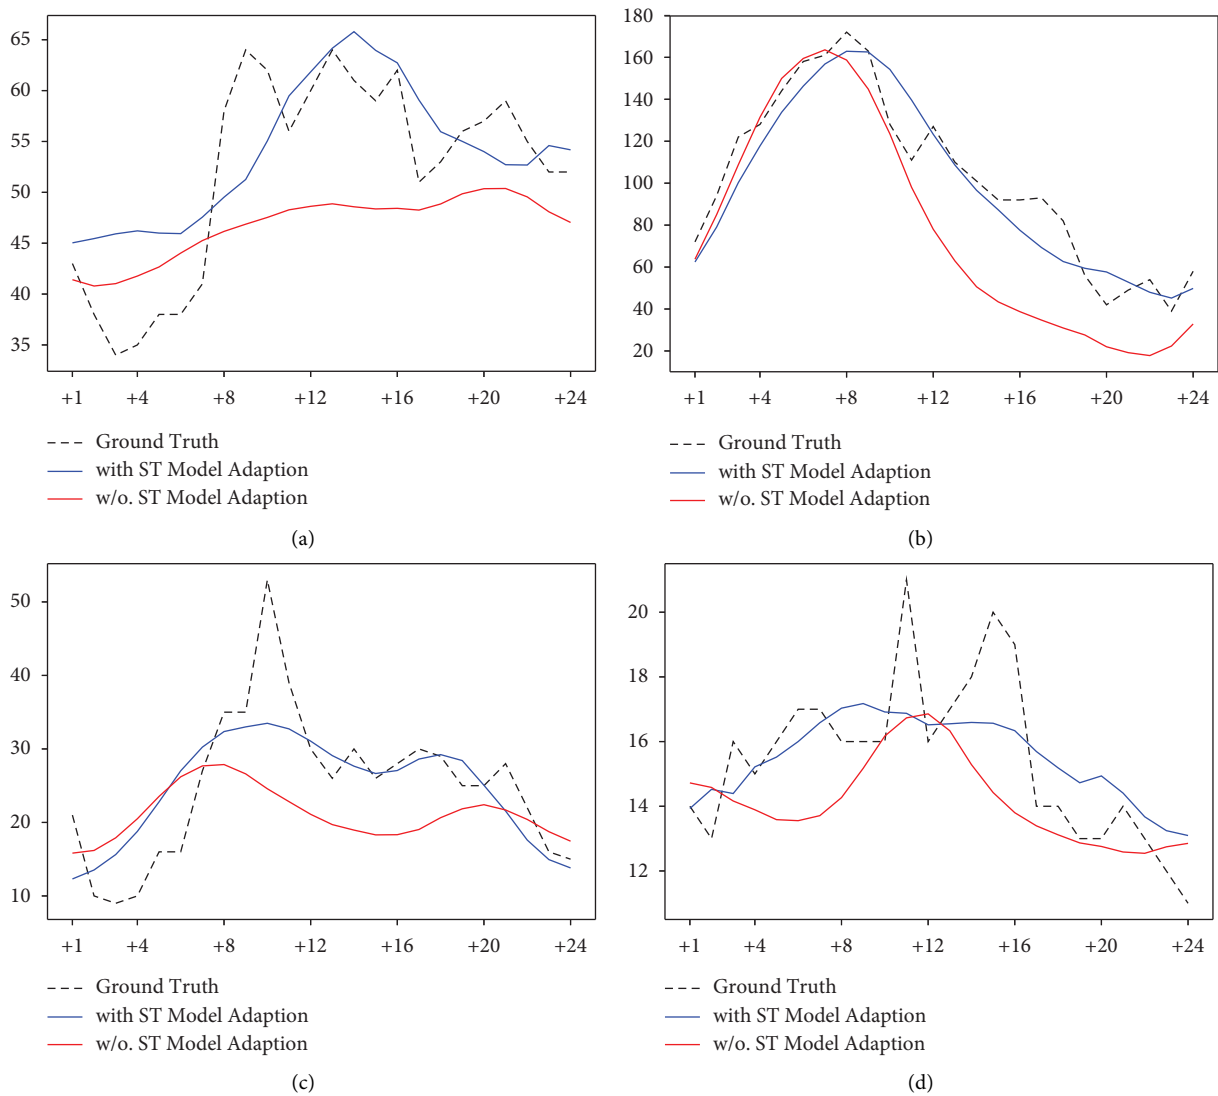 65
60
55
50
45
40
35
+1 +4 +8 +12 +16 +20 +24
Ground Truth
with ST Model Adaption
w/o. ST Model Adaption
(a)
180
160
140
120
100
80
60
40
20
+1 +4 +8 +12 +16 +20 +24
Ground Truth
with ST Model Adaption
w/o. ST Model Adaption
(b)
50
40
30
20
10
+1 +4 +8 +12 +16 +20 +24
Ground Truth
with ST Model Adaption
w/o. ST Model Adaption
(c)
20
18
16
14
12
+1 +4 +8 +12 +16 +20 +24
Ground Truth
with ST Model Adaption
w/o. ST Model Adaption
(d)